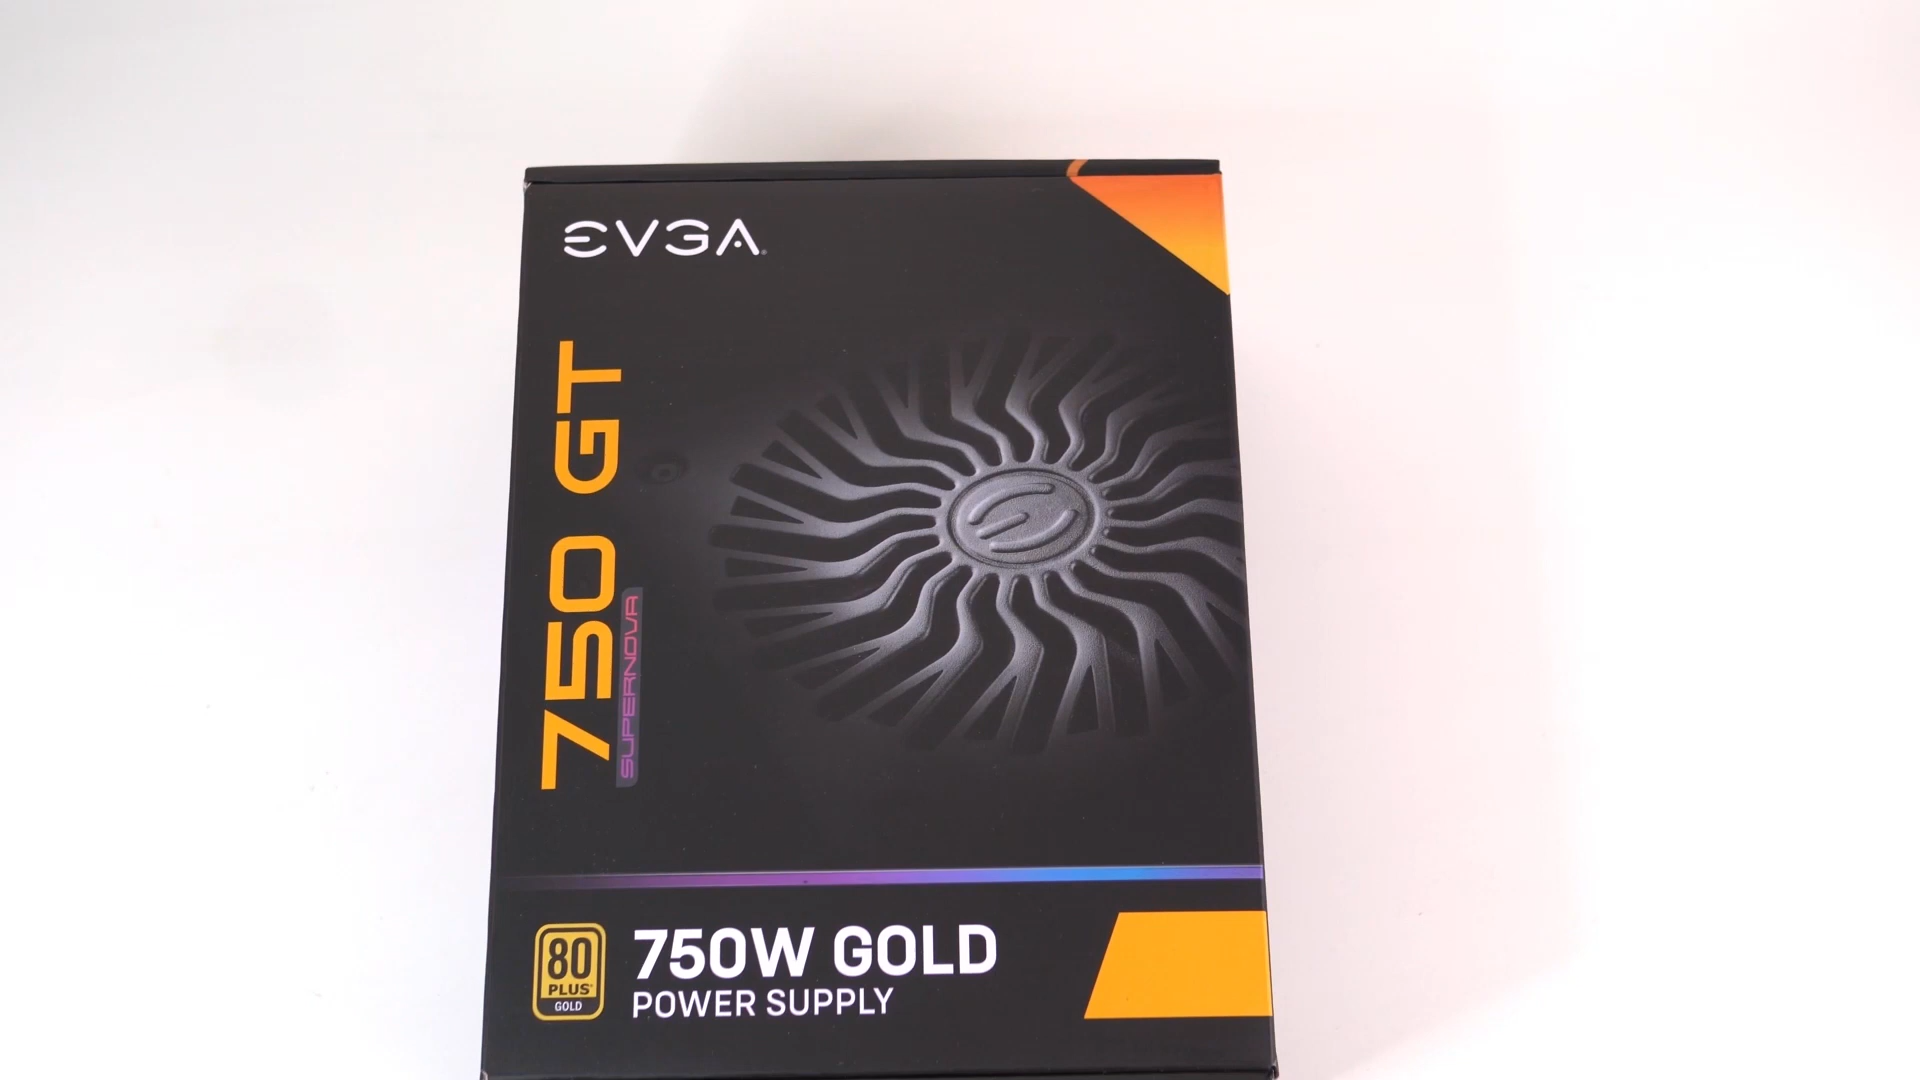 EVGA
750 GT
SUPERNOVA
80
PLUS
GOLD
750W GOLD
POWER SUPPLY